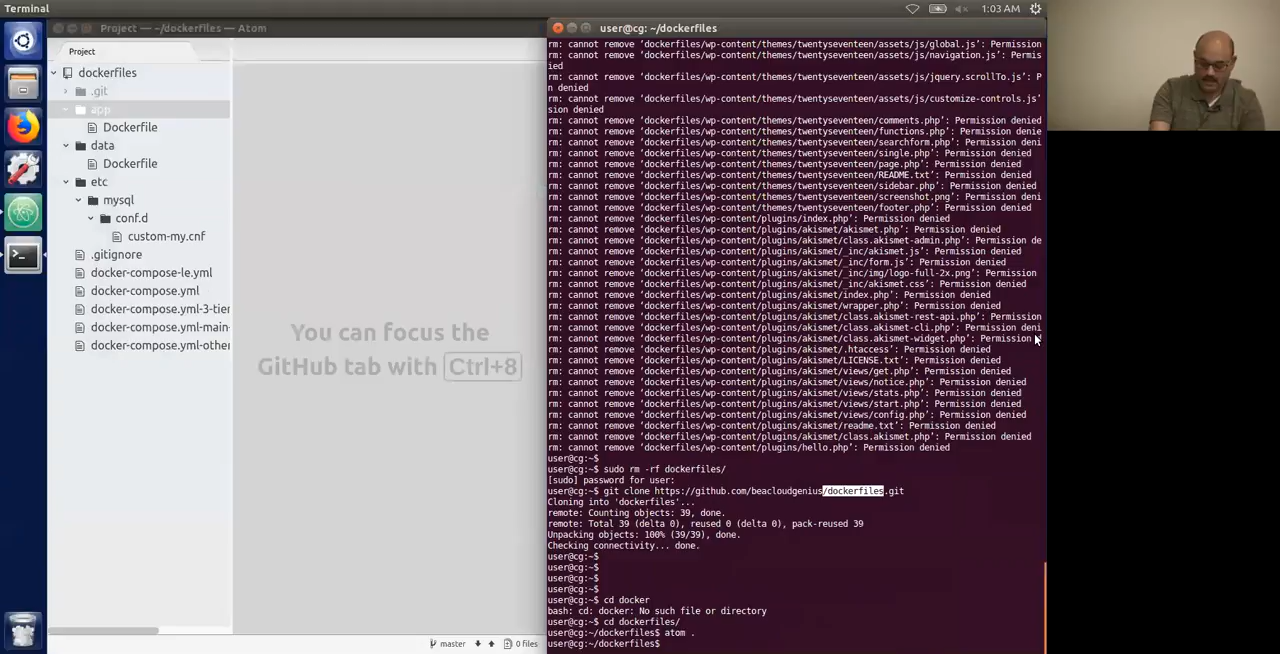 Terminal
1:03 AM
Project — ~/dockerfiles — Atom
Project
dockerfiles
.git
app
Dockerfile
data
Dockerfile
etc
mysql
conf.d
custom-my.cnf
.gitignore
docker-compose-le.yml
docker-compose.yml
docker-compose.yml-3-tier
docker-compose.yml-main-
docker-compose.yml-other
You can focus the
GitHub tab with Ctrl+8
master
0 files
user@cg: ~/dockerfiles
rm: cannot remove ‘dockerfiles/wp-content/themes/twentyseventeen/assets/js/global.js’: Permission
rm: cannot remove ‘dockerfiles/wp-content/themes/twentyseventeen/assets/js/navigation.js’: Permis
ied
rm: cannot remove ‘dockerfiles/wp-content/themes/twentyseventeen/assets/js/jquery.scrollTo.js’: P
n denied
rm: cannot remove ‘dockerfiles/wp-content/themes/twentyseventeen/assets/js/customize-controls.js’
sion denied
rm: cannot remove ‘dockerfiles/wp-content/themes/twentyseventeen/comments.php’: Permission denied
rm: cannot remove ‘dockerfiles/wp-content/themes/twentyseventeen/functions.php’: Permission denie
rm: cannot remove ‘dockerfiles/wp-content/themes/twentyseventeen/searchform.php’: Permission deni
rm: cannot remove ‘dockerfiles/wp-content/themes/twentyseventeen/single.php’: Permission denied
rm: cannot remove ‘dockerfiles/wp-content/themes/twentyseventeen/page.php’: Permission denied
rm: cannot remove ‘dockerfiles/wp-content/themes/twentyseventeen/README.txt’: Permission denied
rm: cannot remove ‘dockerfiles/wp-content/themes/twentyseventeen/sidebar.php’: Permission denied
rm: cannot remove ‘dockerfiles/wp-content/themes/twentyseventeen/screenshot.png’: Permission deni
rm: cannot remove ‘dockerfiles/wp-content/themes/twentyseventeen/footer.php’: Permission denied
rm: cannot remove ‘dockerfiles/wp-content/plugins/index.php’: Permission denied
rm: cannot remove ‘dockerfiles/wp-content/plugins/akismet/akismet.php’: Permission denied
rm: cannot remove ‘dockerfiles/wp-content/plugins/akismet/class.akismet-admin.php’: Permission de
rm: cannot remove ‘dockerfiles/wp-content/plugins/akismet/_inc/akismet.js’: Permission denied
rm: cannot remove ‘dockerfiles/wp-content/plugins/akismet/_inc/form.js’: Permission denied
rm: cannot remove ‘dockerfiles/wp-content/plugins/akismet/_inc/img/logo-full-2x.png’: Permission
rm: cannot remove ‘dockerfiles/wp-content/plugins/akismet/_inc/akismet.css’: Permission denied
rm: cannot remove ‘dockerfiles/wp-content/plugins/akismet/index.php’: Permission denied
rm: cannot remove ‘dockerfiles/wp-content/plugins/akismet/wrapper.php’: Permission denied
rm: cannot remove ‘dockerfiles/wp-content/plugins/akismet/class.akismet-rest-api.php’: Permission
rm: cannot remove ‘dockerfiles/wp-content/plugins/akismet/class.akismet-cli.php’: Permission deni
rm: cannot remove ‘dockerfiles/wp-content/plugins/akismet/class.akismet-widget.php’: Permission
rm: cannot remove ‘dockerfiles/wp-content/plugins/akismet/.htaccess’: Permission denied
rm: cannot remove ‘dockerfiles/wp-content/plugins/akismet/LICENSE.txt’: Permission denied
rm: cannot remove ‘dockerfiles/wp-content/plugins/akismet/views/get.php’: Permission denied
rm: cannot remove ‘dockerfiles/wp-content/plugins/akismet/views/notice.php’: Permission denied
rm: cannot remove ‘dockerfiles/wp-content/plugins/akismet/views/stats.php’: Permission denied
rm: cannot remove ‘dockerfiles/wp-content/plugins/akismet/views/start.php’: Permission denied
rm: cannot remove ‘dockerfiles/wp-content/plugins/akismet/views/config.php’: Permission denied
rm: cannot remove ‘dockerfiles/wp-content/plugins/akismet/readme.txt’: Permission denied
rm: cannot remove ‘dockerfiles/wp-content/plugins/akismet/class.akismet.php’: Permission denied
rm: cannot remove ‘dockerfiles/wp-content/plugins/hello.php’: Permission denied
user@cg:~$
user@cg:~$ sudo rm -rf dockerfiles/
[sudo] password for user:
user@cg:~$ git clone https://github.com/beacloudgenius/dockerfiles.git
Cloning into 'dockerfiles'...
remote: Counting objects: 39, done.
remote: Total 39 (delta 0), reused 0 (delta 0), pack-reused 39
Unpacking objects: 100% (39/39), done.
Checking connectivity... done.
user@cg:~$
user@cg:~$
user@cg:~$
user@cg:~$
user@cg:~$ cd docker
bash: cd: docker: No such file or directory
user@cg:~$ cd dockerfiles/
user@cg:~/dockerfiles$ atom .
user@cg:~/dockerfiles$